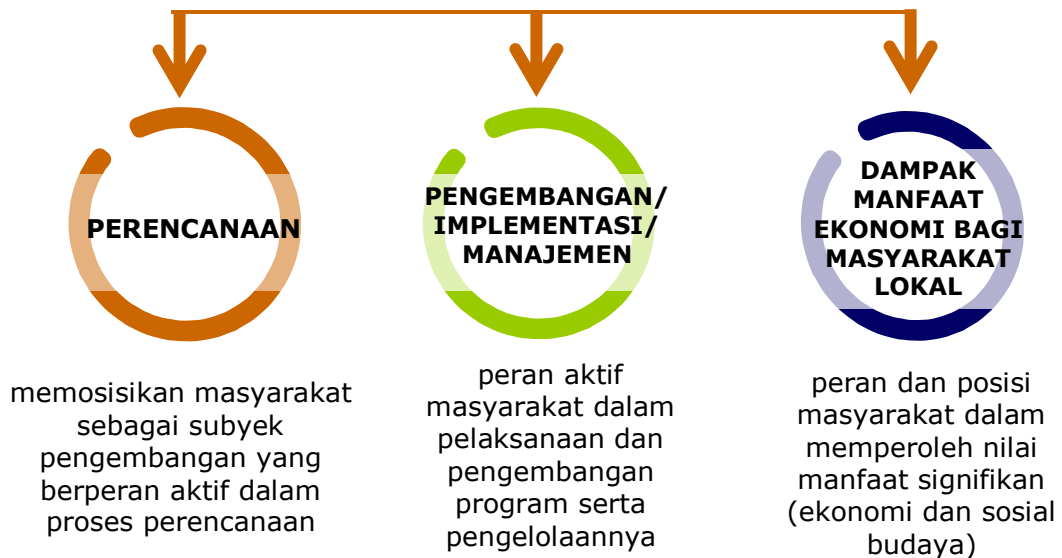 PERENCANAAN
memosisikan masyarakat
sebagai subyek
pengembangan yang
berperan aktif dalam
proses perencanaan
PENGEMBANGAN/
IMPLEMENTASI/
MANAJEMEN
peran aktif
masyarakat dalam
pelaksanaan dan
pengembangan
program serta
pengelolaannya
DAMPAK
MANFAAT
EKONOMI BAGI
MASYARAKAT
LOKAL
peran dan posisi
masyarakat dalam
memperoleh nilai
manfaat signifikan
(ekonomi dan sosial
budaya)